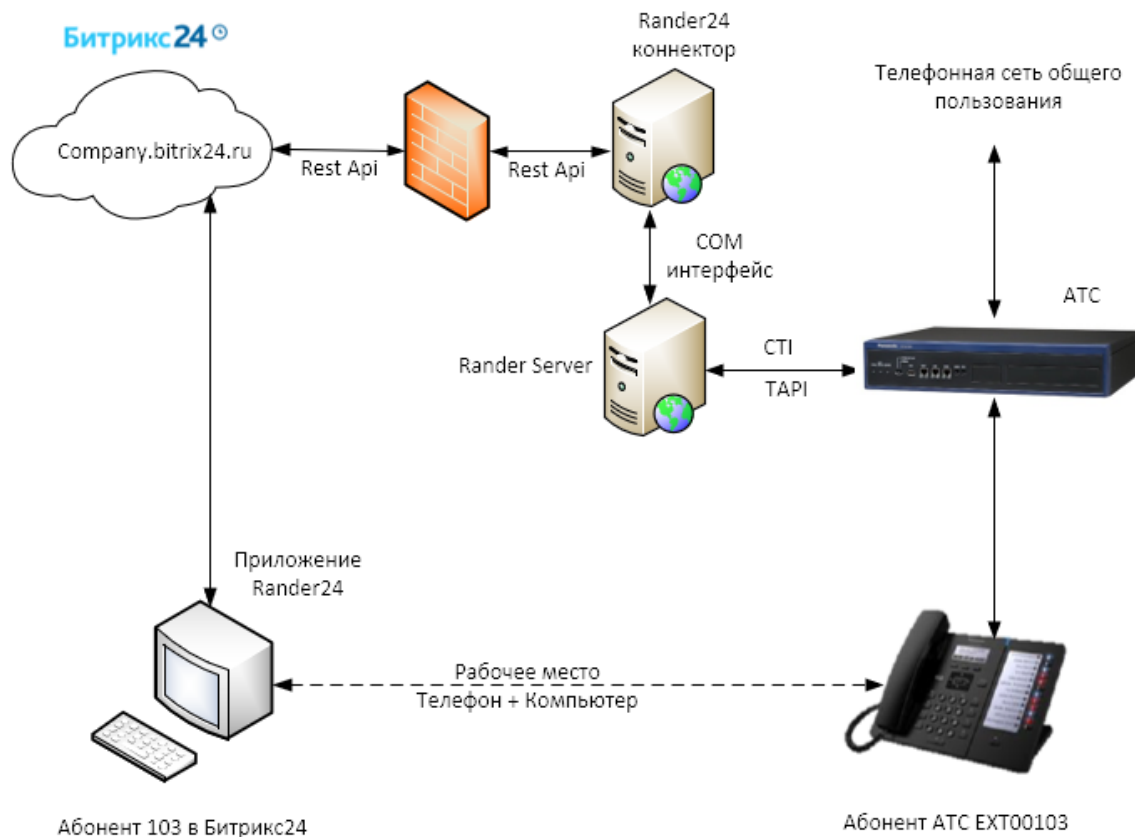 Битрикс24
Rander24
коннектор
Телефонная сеть общего
пользования
Company.bitrix24.ru
Rest Api
Rest Api
COM
интерфейс
АТС
Rander Server
CTI
TAPI
Приложение
Rander24
Рабочее место
Телефон + Компьютер
Абонент 103 в Битрикс24
Абонент АТС EXT00103